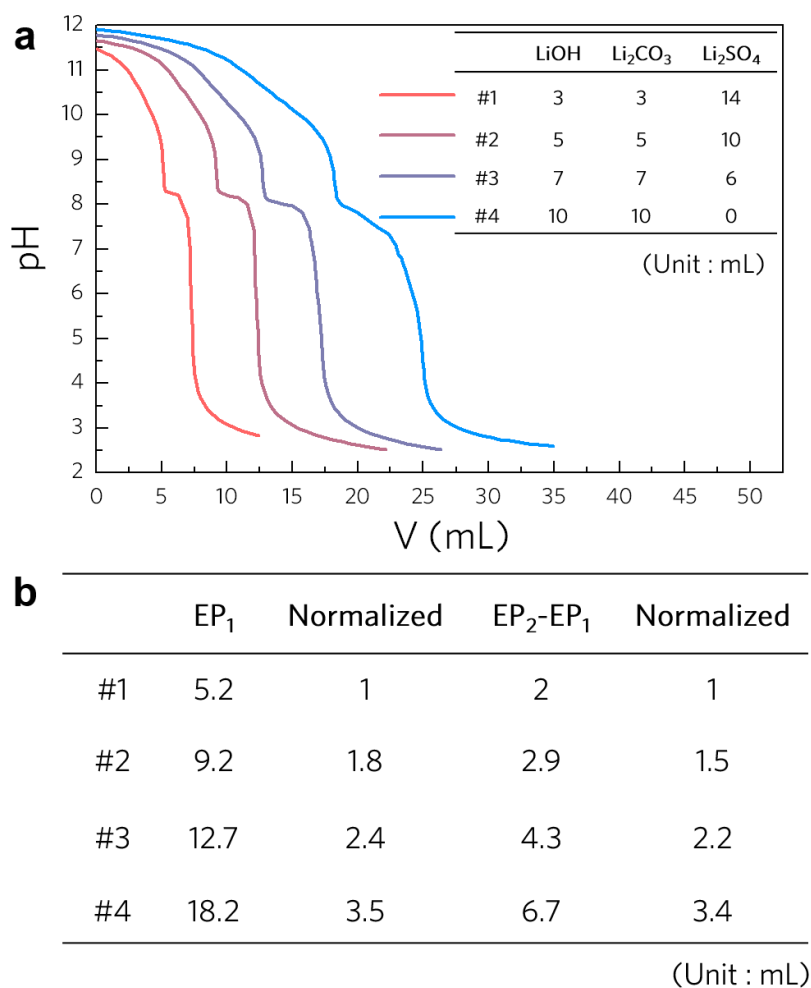 a
LiOH Li₂CO₃ Li₂SO₄
#1 3 3 14
#2 5 5 10
#3 7 7 6
#4 10 10 0
(Unit : mL)
12
11
10
9
8
7
6
5
4
3
2
pH
0 5 10 15 20 25 30 35 40 45 50
V (mL)
b
EP₁ Normalized EP₂-EP₁ Normalized
#1 5.2 1 2 1
#2 9.2 1.8 2.9 1.5
#3 12.7 2.4 4.3 2.2
#4 18.2 3.5 6.7 3.4
(Unit : mL)